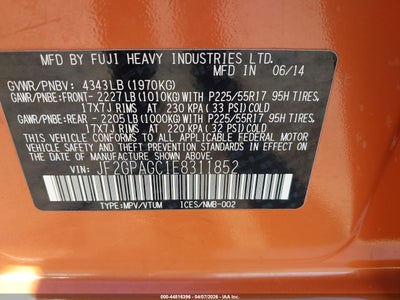 MFD. BY FUJI HEAVY INDUSTRIES LTD.
IN 06/14
GVWR/PNBV: 4343LB (1970KG)
GAWR/PNBE: FRONT- 2227LB (1010KG) WITH P225/55R17 95H TIRES,
17X7J RIMS AT 230 KPA (33 PSI) COLD
GAWR/PNBE: REAR - 2205LB (1000KG) WITH P225/55R17 95H TIRES,
17X7J RIMS AT 220 KPA (32 PSI) COLD
THIS VEHICLE CONFORMS TO ALL APPLICABLE FEDERAL
MOTOR VEHICLE SAFETY, BUMPER, AND THEFT PREVENTION
STANDARDS IN EFFECT ON THE DATE OF
MANUFACTURE SHOWN ABOVE.
VIN: JF2GPAGC1E8311852
TYPE:MPV/VTUM ICES/NMB-002